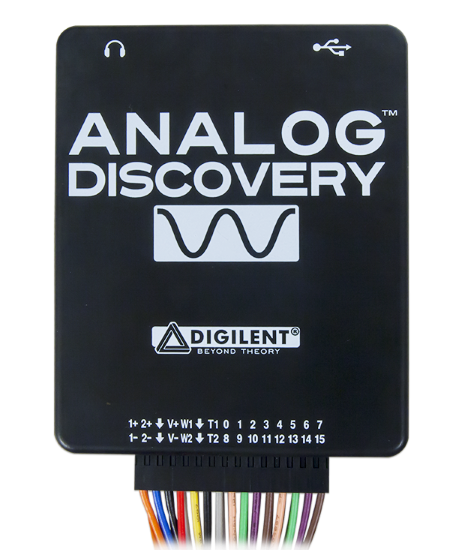 ANALOG™
DISCOVERY
DIGILENT®
BEYOND THEORY
1+ 2+ ↓ V+ W1 ↓ T1 0 1 2 3 4 5 6 7
1- 2- ↓ V- W2 ↓ T2 8 9 10 11 12 13 14 15